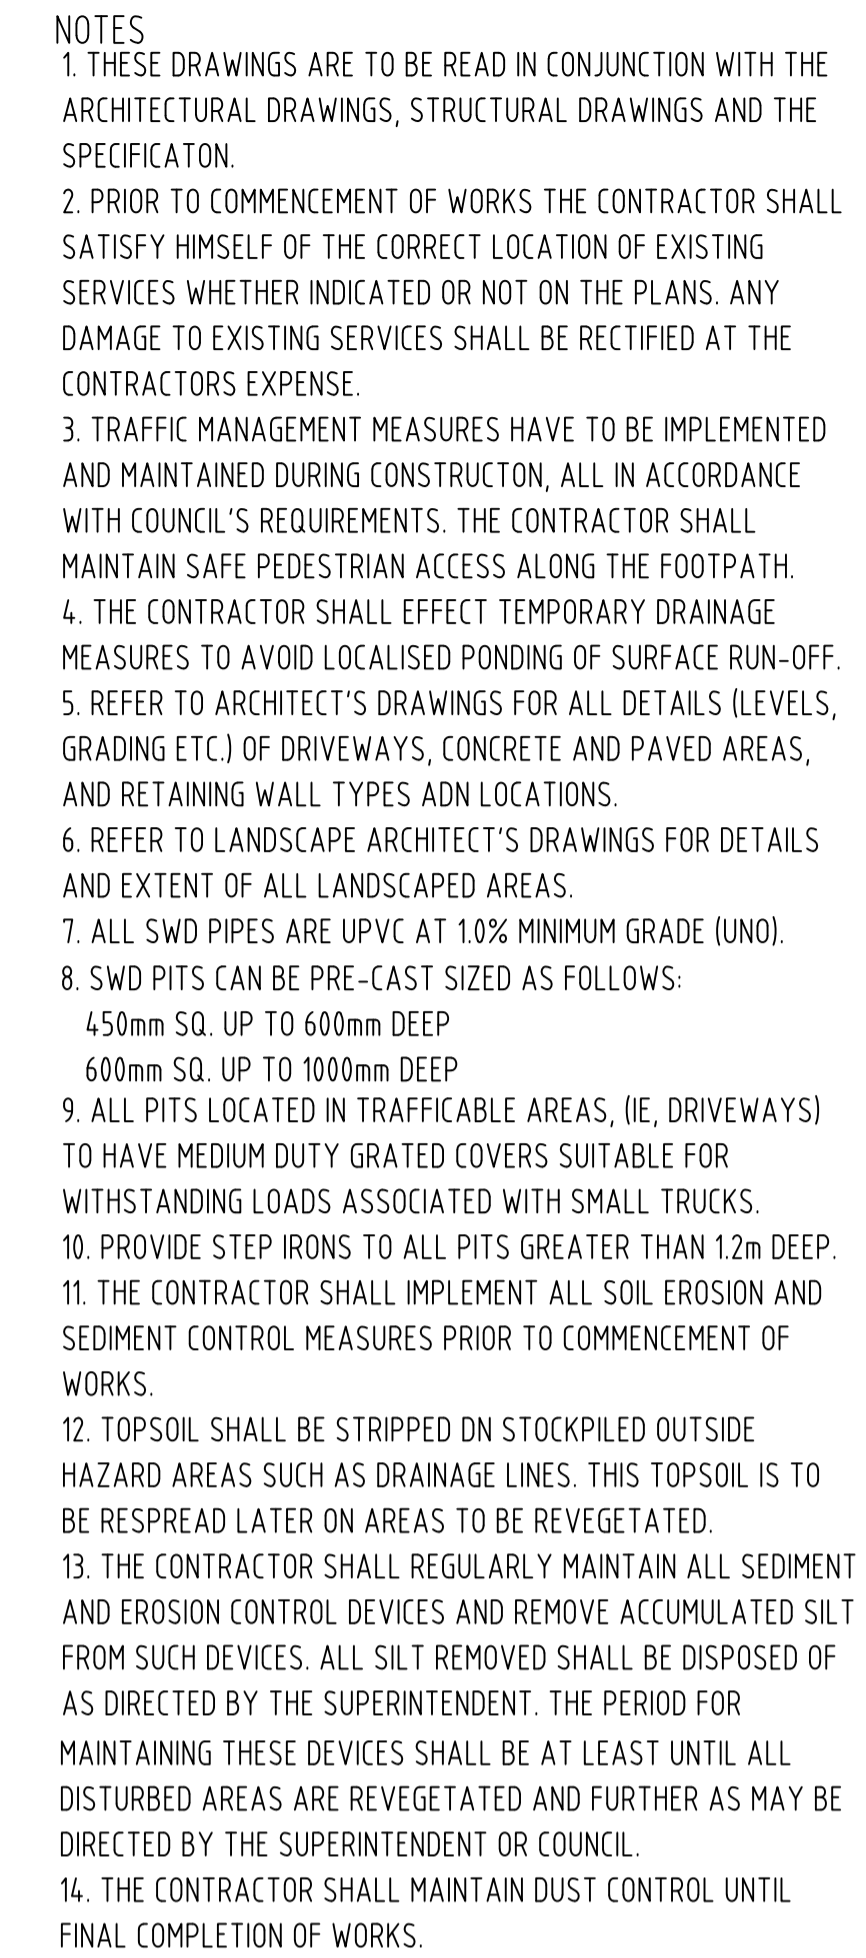 NOTES
1. THESE DRAWINGS ARE TO BE READ IN CONJUNCTION WITH THE
ARCHITECTURAL DRAWINGS, STRUCTURAL DRAWINGS AND THE
SPECIFICATON.
2. PRIOR TO COMMENCEMENT OF WORKS THE CONTRACTOR SHALL
SATISFY HIMSELF OF THE CORRECT LOCATION OF EXISTING
SERVICES WHETHER INDICATED OR NOT ON THE PLANS. ANY
DAMAGE TO EXISTING SERVICES SHALL BE RECTIFIED AT THE
CONTRACTORS EXPENSE.
3. TRAFFIC MANAGEMENT MEASURES HAVE TO BE IMPLEMENTED
AND MAINTAINED DURING CONSTRUCTON, ALL IN ACCORDANCE
WITH COUNCIL'S REQUIREMENTS. THE CONTRACTOR SHALL
MAINTAIN SAFE PEDESTRIAN ACCESS ALONG THE FOOTPATH.
4. THE CONTRACTOR SHALL EFFECT TEMPORARY DRAINAGE
MEASURES TO AVOID LOCALISED PONDING OF SURFACE RUN-OFF.
5. REFER TO ARCHITECT'S DRAWINGS FOR ALL DETAILS (LEVELS,
GRADING ETC.) OF DRIVEWAYS, CONCRETE AND PAVED AREAS,
AND RETAINING WALL TYPES ADN LOCATIONS.
6. REFER TO LANDSCAPE ARCHITECT'S DRAWINGS FOR DETAILS
AND EXTENT OF ALL LANDSCAPED AREAS.
7. ALL SWD PIPES ARE UPVC AT 1.0% MINIMUM GRADE (UNO).
8. SWD PITS CAN BE PRE-CAST SIZED AS FOLLOWS:
450mm SQ. UP TO 600mm DEEP
600mm SQ. UP TO 1000mm DEEP
9. ALL PITS LOCATED IN TRAFFICABLE AREAS, (IE, DRIVEWAYS)
TO HAVE MEDIUM DUTY GRATED COVERS SUITABLE FOR
WITHSTANDING LOADS ASSOCIATED WITH SMALL TRUCKS.
10. PROVIDE STEP IRONS TO ALL PITS GREATER THAN 1.2m DEEP.
11. THE CONTRACTOR SHALL IMPLEMENT ALL SOIL EROSION AND
SEDIMENT CONTROL MEASURES PRIOR TO COMMENCEMENT OF
WORKS.
12. TOPSOIL SHALL BE STRIPPED DN STOCKPILED OUTSIDE
HAZARD AREAS SUCH AS DRAINAGE LINES. THIS TOPSOIL IS TO
BE RESPREAD LATER ON AREAS TO BE REVEGETATED.
13. THE CONTRACTOR SHALL REGULARLY MAINTAIN ALL SEDIMENT
AND EROSION CONTROL DEVICES AND REMOVE ACCUMULATED SILT
FROM SUCH DEVICES. ALL SILT REMOVED SHALL BE DISPOSED OF
AS DIRECTED BY THE SUPERINTENDENT. THE PERIOD FOR
MAINTAINING THESE DEVICES SHALL BE AT LEAST UNTIL ALL
DISTURBED AREAS ARE REVEGETATED AND FURTHER AS MAY BE
DIRECTED BY THE SUPERINTENDENT OR COUNCIL.
14. THE CONTRACTOR SHALL MAINTAIN DUST CONTROL UNTIL
FINAL COMPLETION OF WORKS.